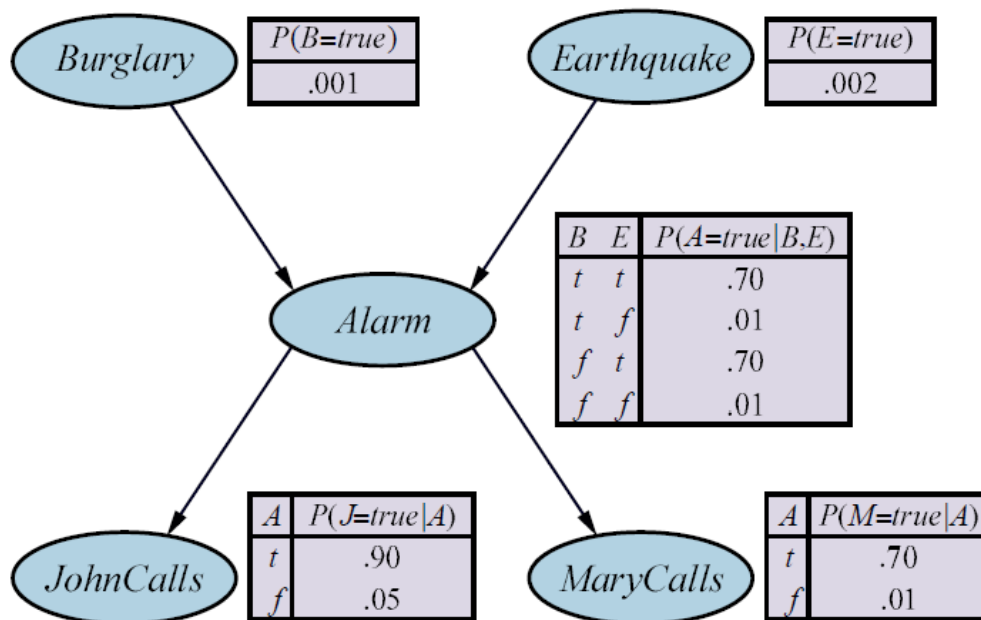 Burglary
P(B=true)
.001
Earthquake
P(E=true)
.002
B E P(A=true|B,E)
t t .70
t f .01
f t .70
f f .01
Alarm
A P(J=true|A)
t .90
f .05
JohnCalls
A P(M=true|A)
t .70
f .01
MaryCalls